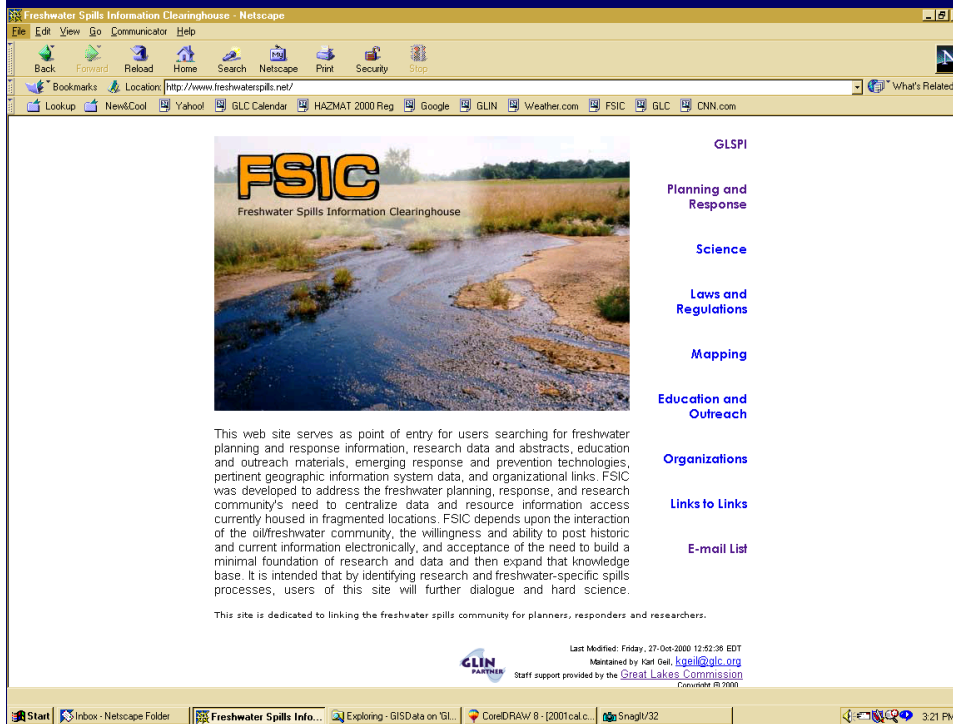 Freshwater Spills Information Clearinghouse - Netscape
File Edit View Go Communicator Help
Back Forward Reload Home Search Netscape Print Security Stop
My
N
Bookmarks Location: http://www.freshwaterspills.net/ What's Related
Lookup New&Cool Yahoo! GLC Calendar HAZMAT 2000 Reg Google GLIN Weather.com FSIC GLC CNN.com
FSIC
Freshwater Spills Information Clearinghouse
GLSPI
Planning and
Response
Science
Laws and
Regulations
Mapping
Education and
Outreach
Organizations
Links to Links
E-mail List
This web site serves as point of entry for users searching for freshwater
planning and response information, research data and abstracts, education
and outreach materials, emerging response and prevention technologies,
pertinent geographic information system data, and organizational links. FSIC
was developed to address the freshwater planning, response, and research
community's need to centralize data and resource information access
currently housed in fragmented locations. FSIC depends upon the interaction
of the oil/freshwater community, the willingness and ability to post historic
and current information electronically, and acceptance of the need to build a
minimal foundation of research and data and then expand that knowledge
base. It is intended that by identifying research and freshwater-specific spills
processes, users of this site will further dialogue and hard science.
This site is dedicated to linking the freshwater spills community for planners, responders and researchers.
GLIN
PARTNER
Last Modified: Friday, 27-Oct-2000 12:52:36 EDT
Maintained by Karl Geil, kgeil@glc.org
Staff support provided by the Great Lakes Commission
Copyright © 2000
Start Inbox - Netscape Folder Freshwater Spills Info... Exploring - GISData on 'Gl... CorelDRAW 8 - [2001cal.c... SnagIt/32 3:21 PM